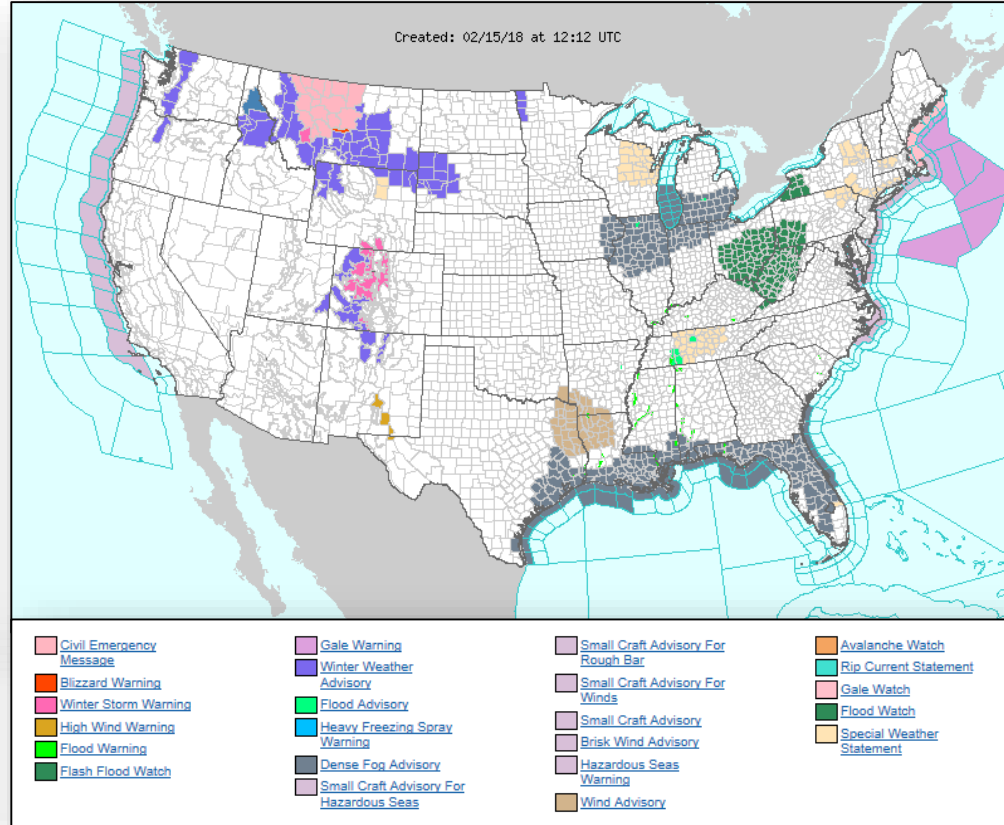 Created: 02/15/18 at 12:12 UTC
Civil Emergency
Message
Blizzard Warning
Winter Storm Warning
High Wind Warning
Flood Warning
Flash Flood Watch
Gale Warning
Winter Weather
Advisory
Flood Advisory
Heavy Freezing Spray
Warning
Dense Fog Advisory
Small Craft Advisory For
Hazardous Seas
Small Craft Advisory For
Rough Bar
Small Craft Advisory For
Winds
Small Craft Advisory
Brisk Wind Advisory
Hazardous Seas
Warning
Wind Advisory
Avalanche Watch
Rip Current Statement
Gale Watch
Flood Watch
Special Weather
Statement